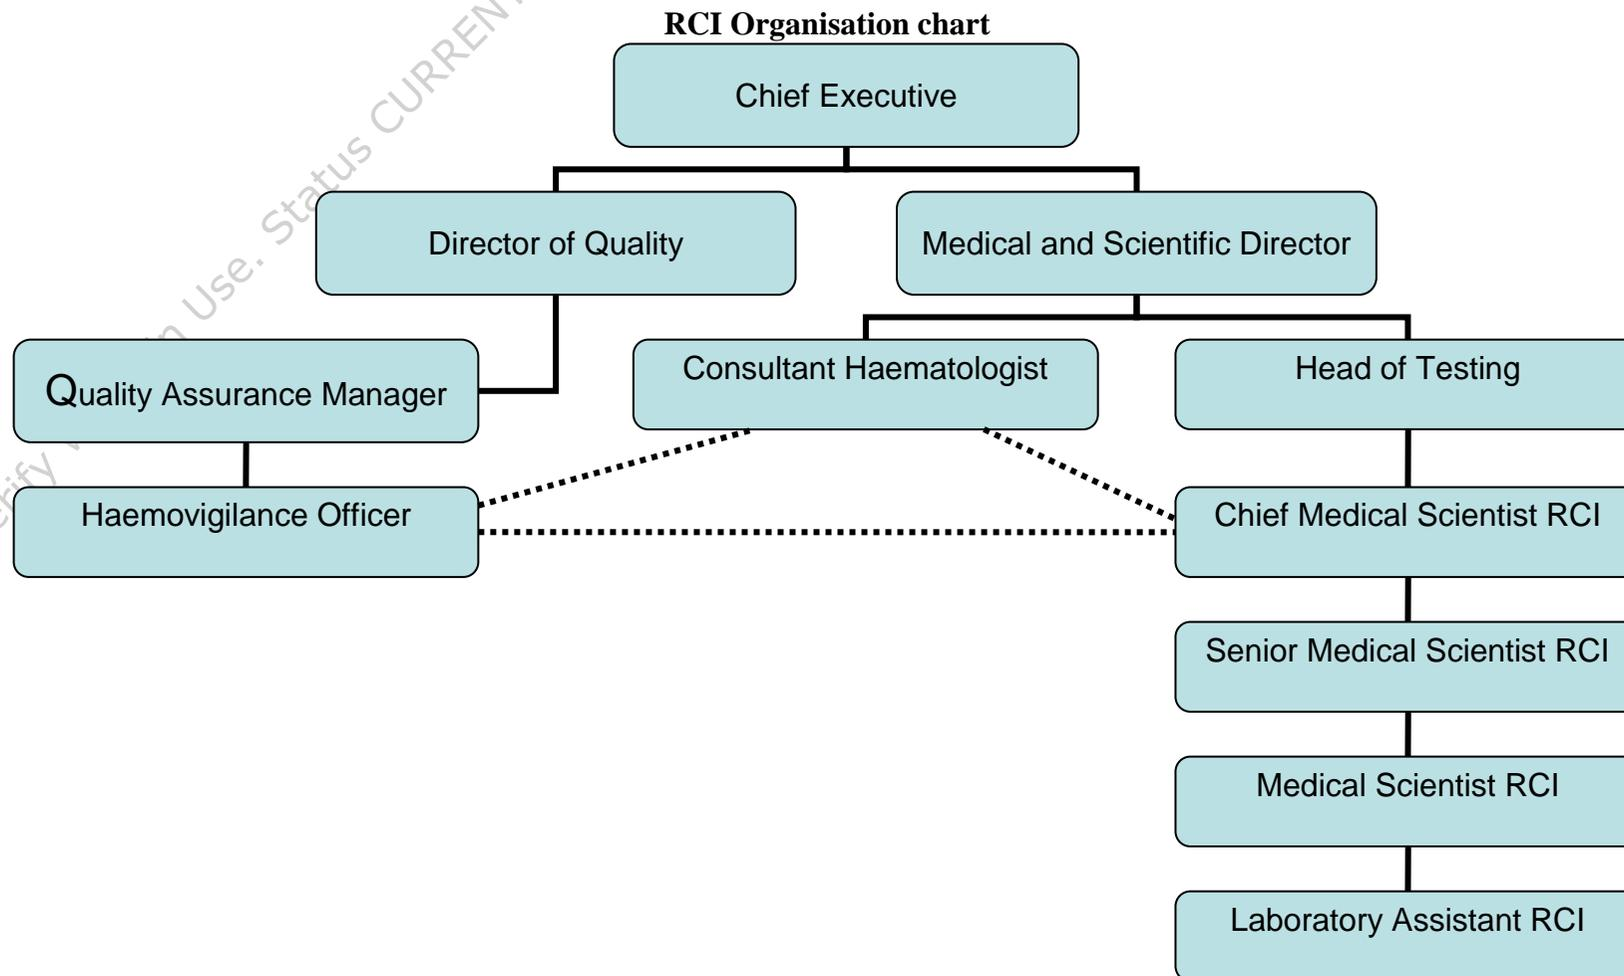 RCI Organisation chart
Chief Executive
Director of Quality
Medical and Scientific Director
Quality Assurance Manager
Consultant Haematologist
Head of Testing
Haemovigilance Officer
Chief Medical Scientist RCI
Senior Medical Scientist RCI
Medical Scientist RCI
Laboratory Assistant RCI
Use. Status CURRENT